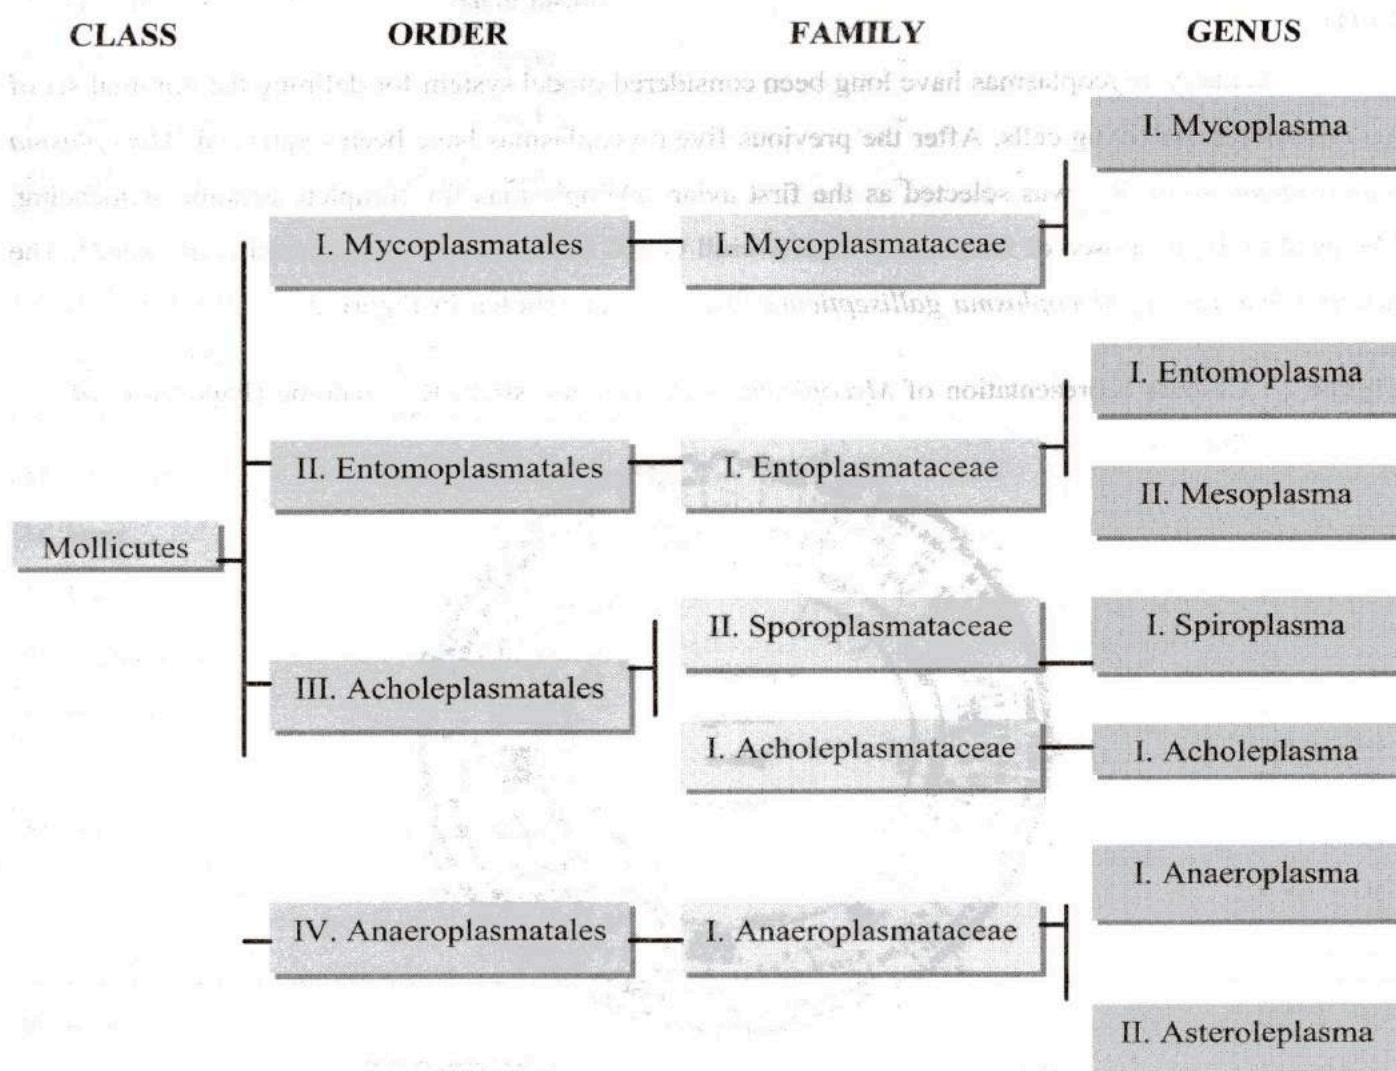 CLASS ORDER FAMILY GENUS
I. Mycoplasma
I. Mycoplasmatales I. Mycoplasmataceae
I. Entomoplasma
II. Entomoplasmatales I. Entoplasmataceae
II. Mesoplasma
Mollicutes
II. Sporoplasmataceae I. Spiroplasma
III. Acholeplasmatales
I. Acholeplasmataceae I. Acholeplasma
I. Anaeroplasma
IV. Anaeroplasmatales I. Anaeroplasmataceae
II. Asteroleplasma